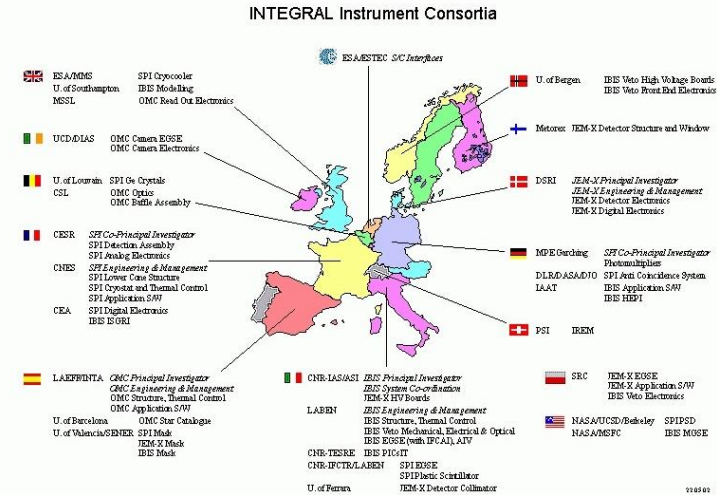 INTEGRAL Instrument Consortia
ESA/ESTEC S/C Interfaces
ESA/MMS SPI Cryocooler
U. of Southampton IBIS Modelling
MSSL OMC Read Out Electronics
UCD/DIAS OMC Camera EGSE
OMC Camera Electronics
U. of Louvain SPI Ge Crystals
CSL OMC Optics
OMC Baffle Assembly
CESR SPI Co-Principal Investigator
SPI Detection Assembly
SPI Analog Electronics
CNES SPI Engineering & Management
SPI Lower Cone Structure
SPI Cryostat and Thermal Control
SPI Application S/W
CEA SPI Digital Electronics
IBIS ISGRI
U. of Bergen IBIS Veto High Voltage Boards
IBIS Veto Front End Electronics
Metorex JEM-X Detector Structure and Window
DSRI JEM-X Principal Investigator
JEM-X Engineering & Management
JEM-X Detector Electronics
JEM-X Digital Electronics
MPE Garching SPI Co-Principal Investigator
Photomultipliers
DLR/DASA/DJO SPI Anti Coincidence System
IAAT IBIS Application S/W
IBIS HEPI
PSI IREM
LAEFF/INTA OMC Principal Investigator
OMC Engineering & Management
OMC Structure, Thermal Control
OMC Application S/W
U. of Barcelona OMC Star Catalogue
U. of Valencia/SENER SPI Mask
JEM-X Mask
IBIS Mask
CNR-IAS/ASI IBIS Principal Investigator
IBIS System Co-ordination
JEM-X HV Boards
LABEN IBIS Engineering & Management
IBIS Structure, Thermal Control
IBIS Veto Mechanical, Electrical & Optical
IBIS EGSE (with IFCAI), AIV
CNR-TESRE IBIS PICsIT
CNR-IFCTR/LABEN SPI EGSE
SPI Plastic Scintillator
U. of Ferrara JEM-X Detector Collimator
SRC JEM-X EGSE
JEM-X Application S/W
IBIS Veto Electronics
NASA/UCSD/Berkeley SPI PSD
NASA/MSFC IBIS MGSE